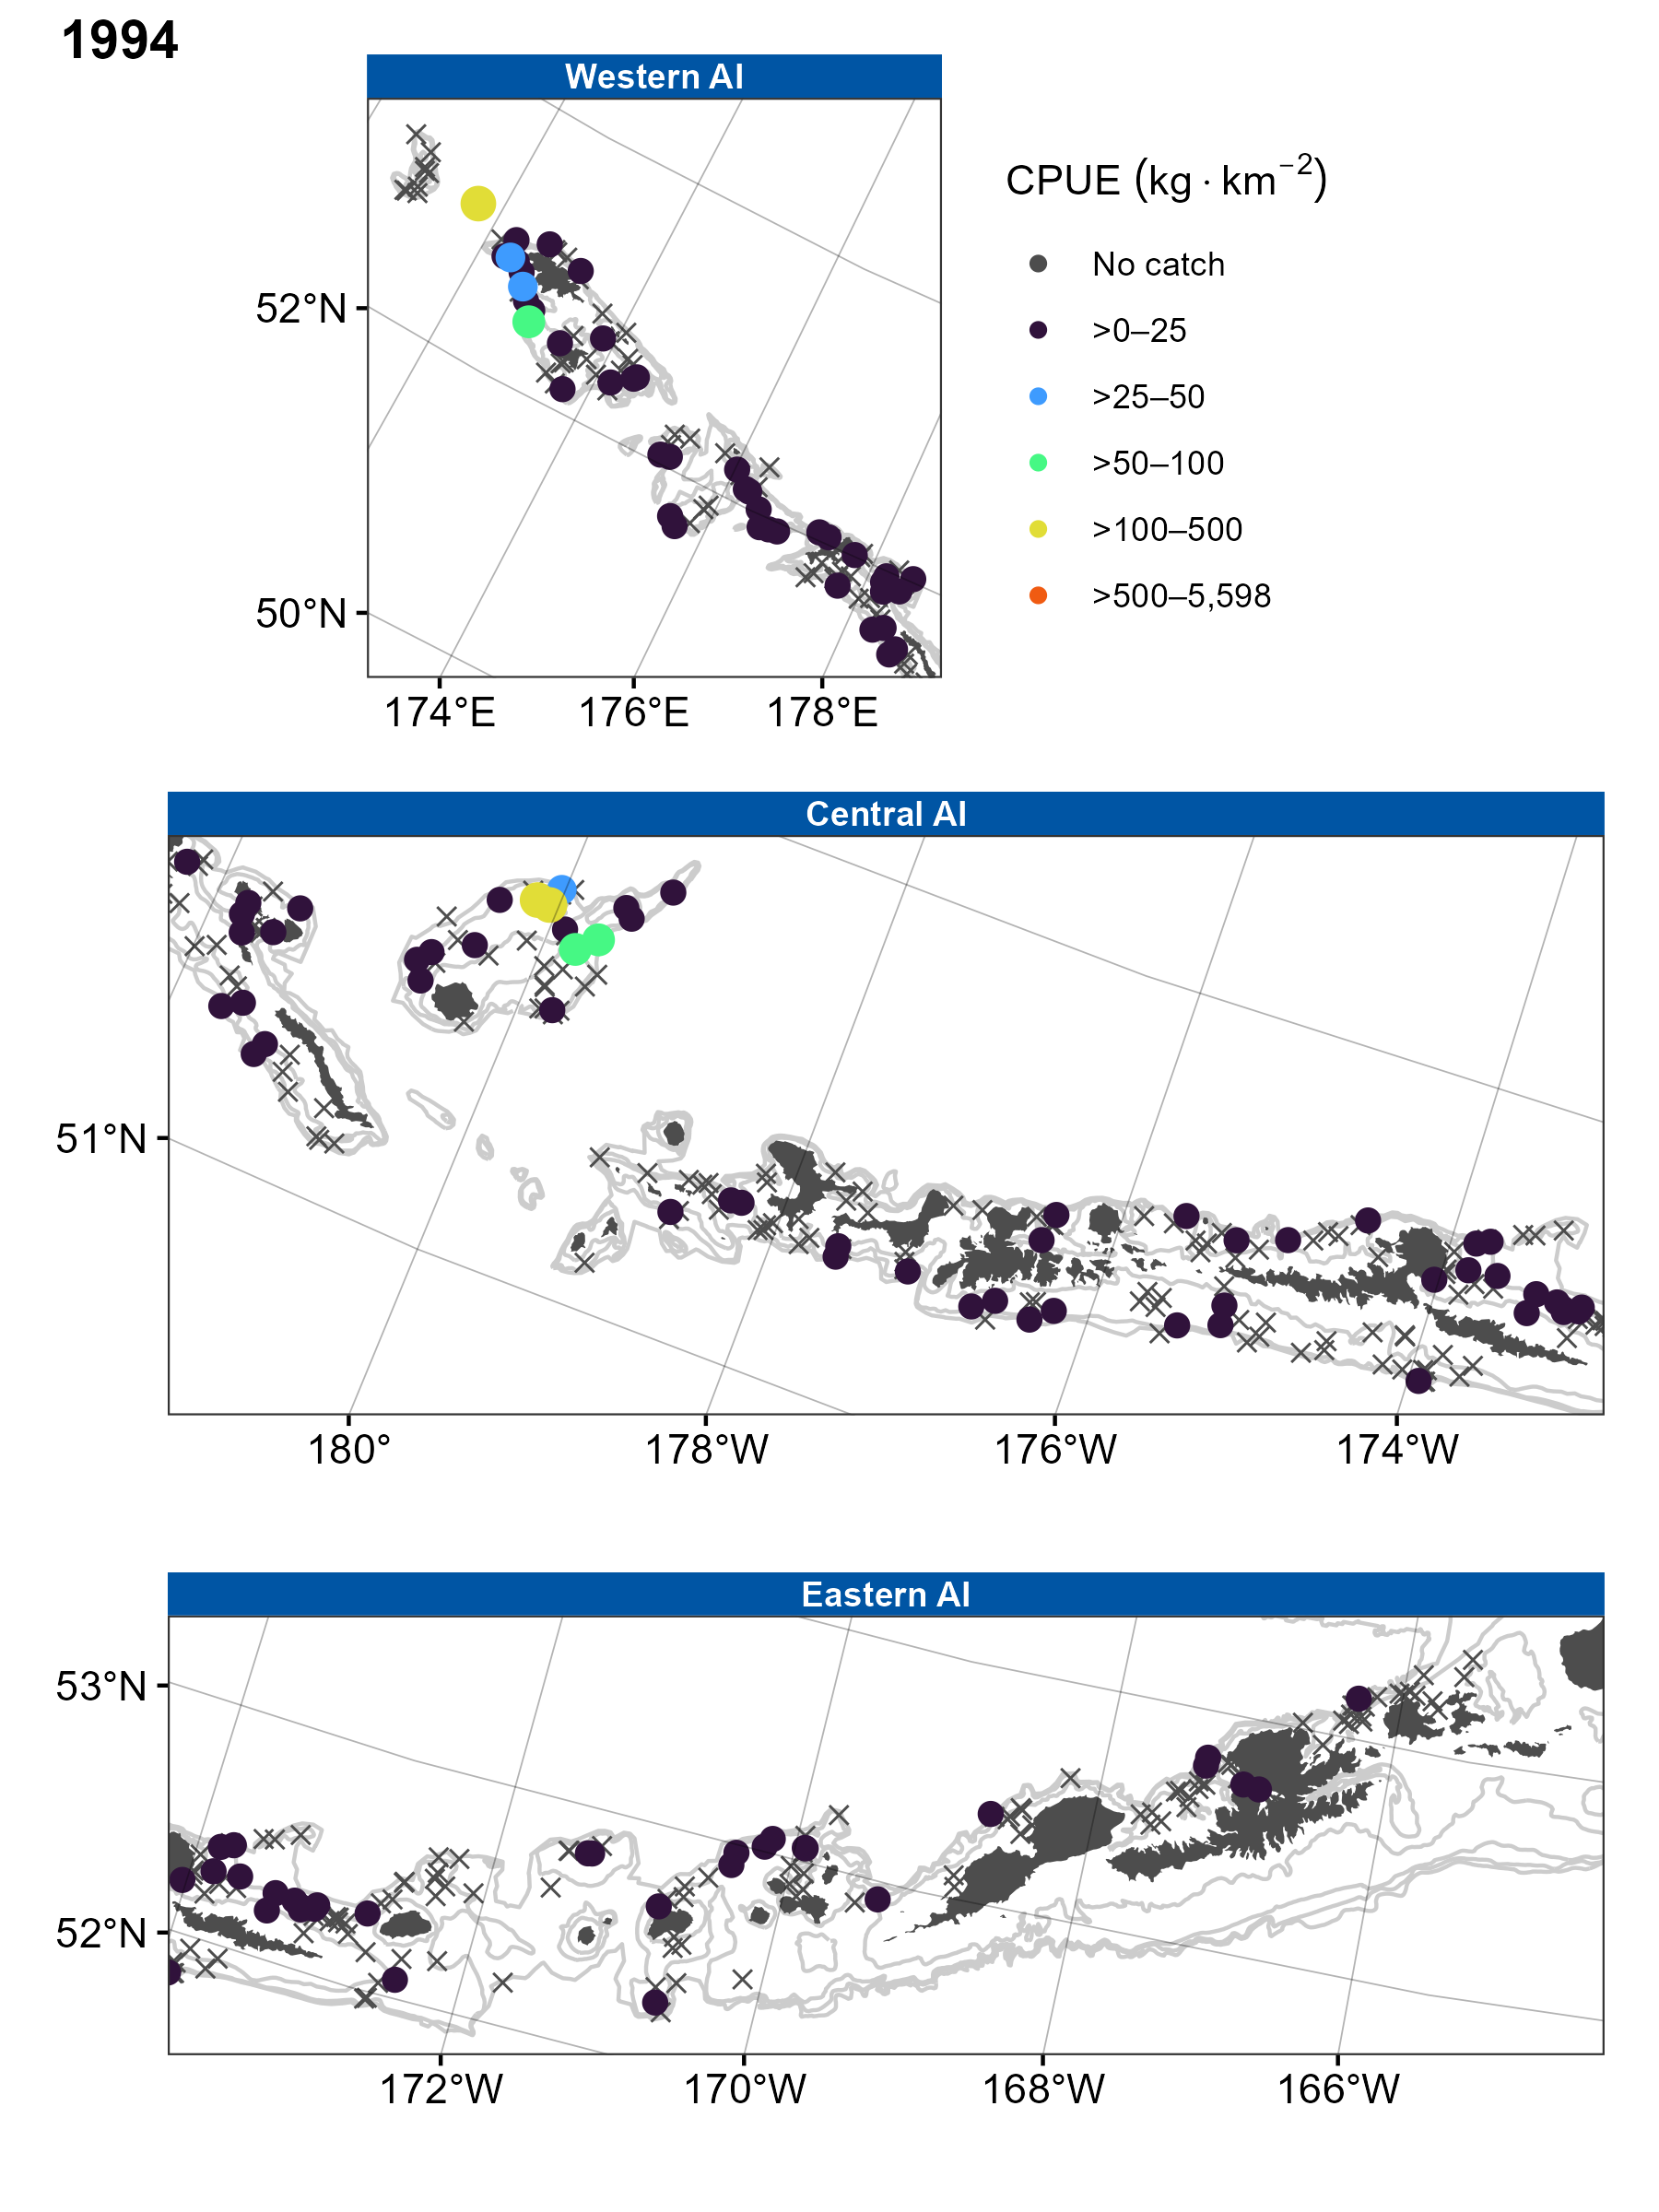 1994
Western AI
CPUE (kg · km⁻²)
No catch
>0–25
>25–50
>50–100
>100–500
>500–5,598
52°N
50°N
174°E 176°E 178°E
Central AI
51°N
180° 178°W 176°W 174°W
Eastern AI
53°N
52°N
172°W 170°W 168°W 166°W